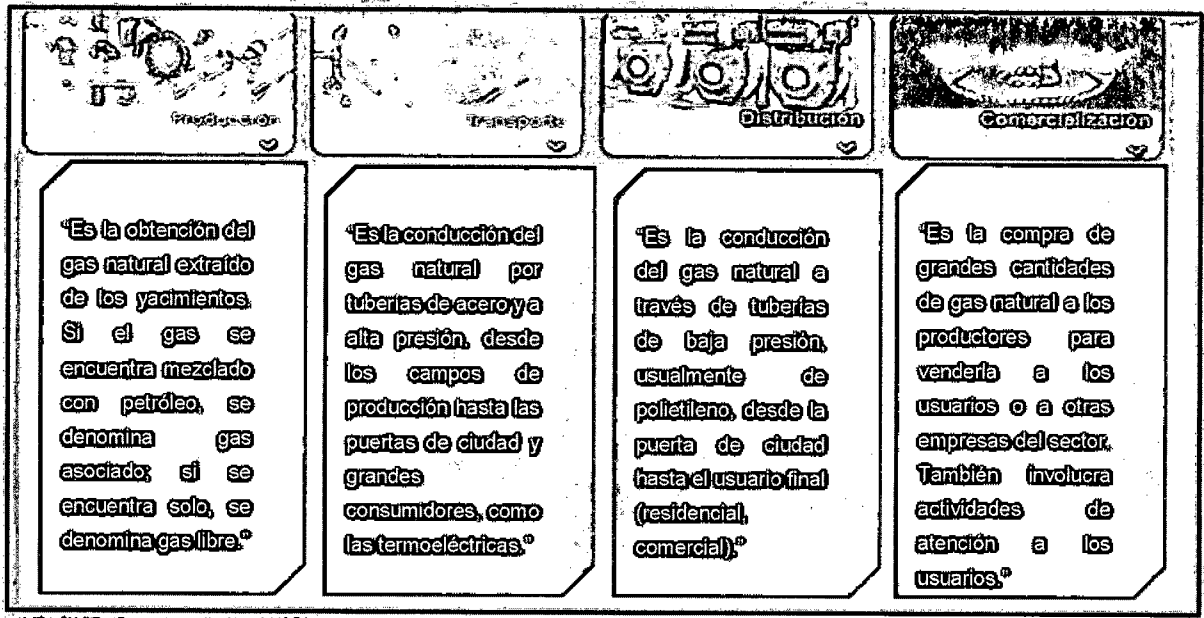 Producción
Transporte
Distribución
Comercialización
“Es la obtención del
gas natural extraído
de los yacimientos.
Si el gas se
encuentra mezclado
con petróleo, se
denomina gas
asociado; si se
encuentra solo, se
denomina gas libre.”
“Es la conducción del
gas natural por
tuberías de acero y a
alta presión, desde
los campos de
producción hasta las
puertas de ciudad y
grandes
consumidores, como
las termoeléctricas.”
“Es la conducción
del gas natural a
través de tuberías
de baja presión,
usualmente de
polietileno, desde la
puerta de ciudad
hasta el usuario final
(residencial,
comercial).”
“Es la compra de
grandes cantidades
de gas natural a los
productores para
venderla a los
usuarios o a otras
empresas del sector.
También involucra
actividades de
atención a los
usuarios.”